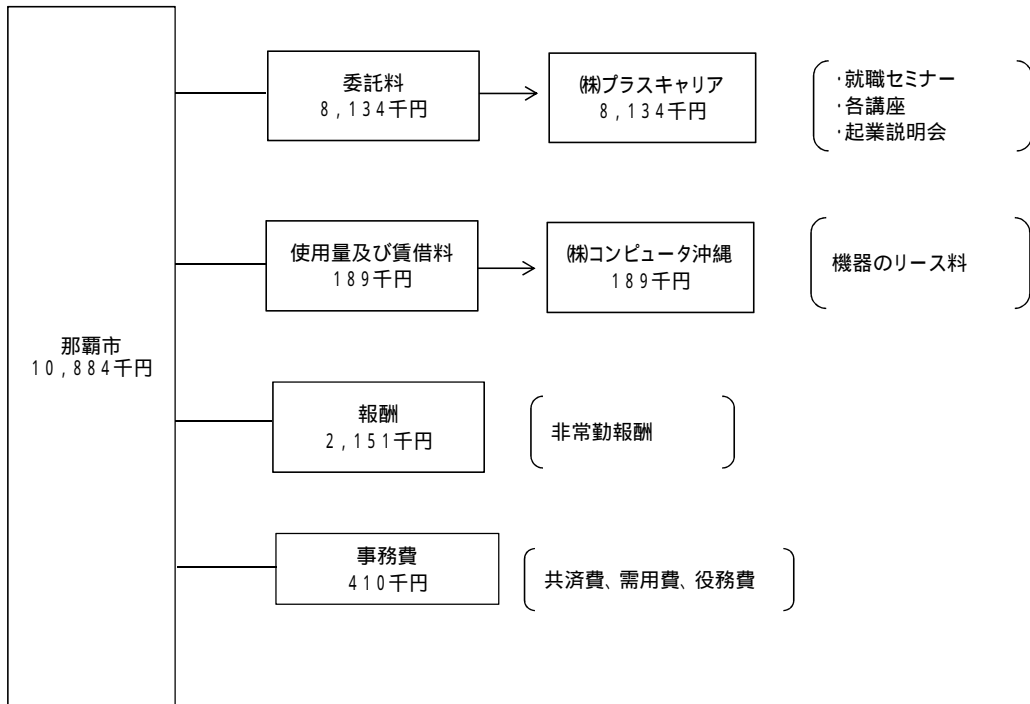 那覇市
10,884千円
委託料
8,134千円
㈱プラスキャリア
8,134千円
・就職セミナー
・各講座
・起業説明会
使用量及び賃借料
189千円
㈱コンピュータ沖縄
189千円
機器のリース料
報酬
2,151千円
非常勤報酬
事務費
410千円
共済費、需用費、役務費